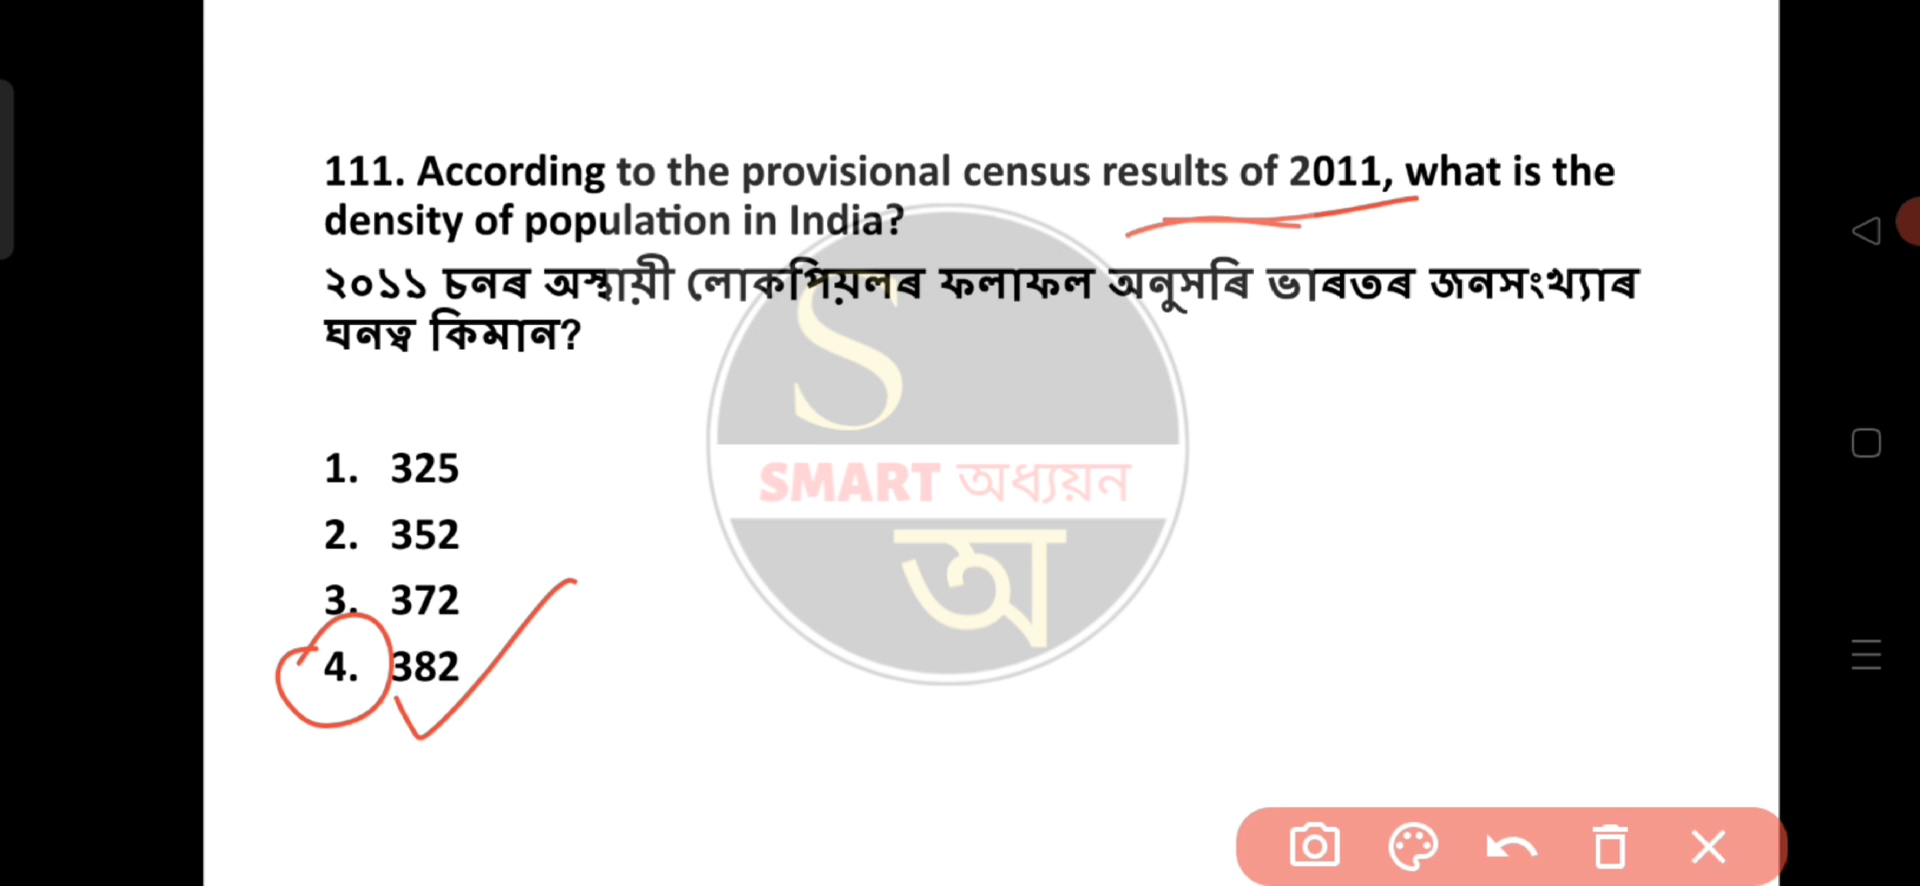 111. According to the provisional census results of 2011, what is the
density of population in India?
২০১১ চনৰ অস্থায়ী লোকপিয়লৰ ফলাফল অনুসৰি ভাৰতৰ জনসংখ্যাৰ
ঘনত্ব কিমান?
1. 325
2. 352
3. 372
4. 382
S
SMART অধ্যয়ন
অ